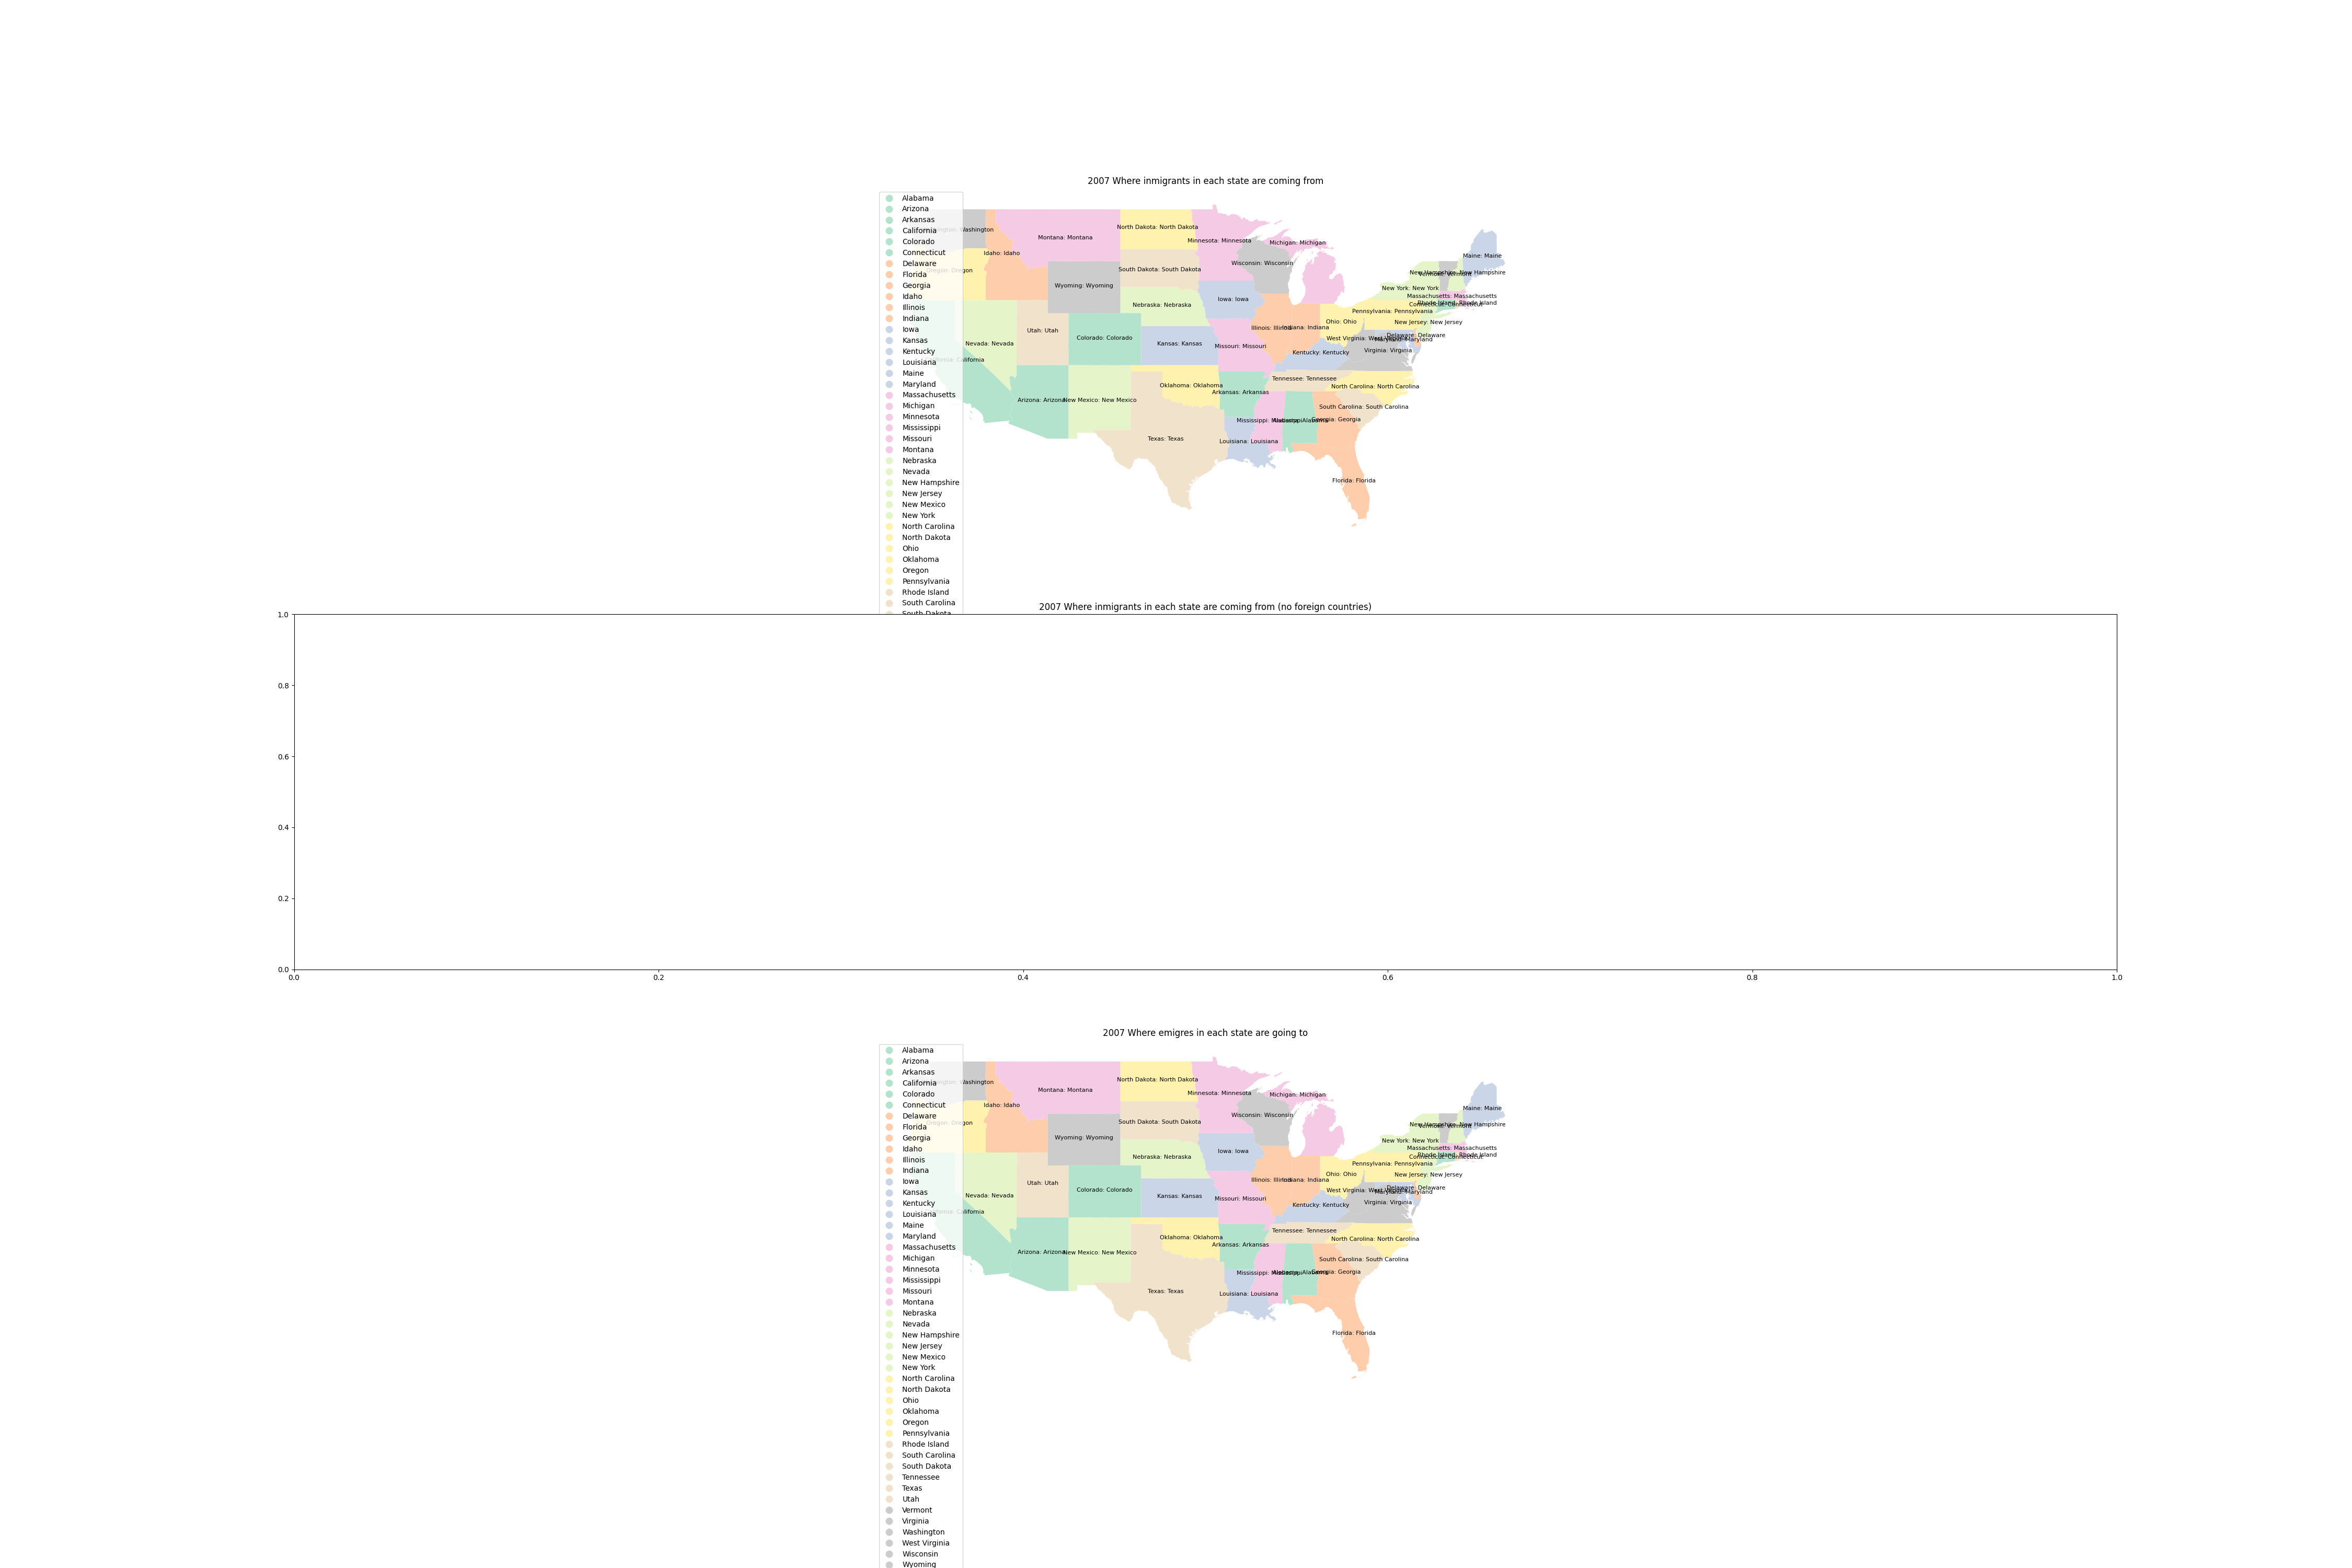 2007 Where inmigrants in each state are coming from
Alabama
Arizona
Arkansas
California
Colorado
Connecticut
Delaware
Florida
Georgia
Idaho
Illinois
Indiana
Iowa
Kansas
Kentucky
Louisiana
Maine
Maryland
Massachusetts
Michigan
Minnesota
Mississippi
Missouri
Montana
Nebraska
Nevada
New Hampshire
New Jersey
New Mexico
New York
North Carolina
North Dakota
Ohio
Oklahoma
Oregon
Pennsylvania
Rhode Island
South Carolina
South Dakota
Washington
Montana: Montana
North Dakota: North Dakota
Minnesota: Minnesota
Michigan: Michigan
Maine: Maine
Idaho: Idaho
Oregon: Oregon
South Dakota: South Dakota
Wisconsin: Wisconsin
New Hampshire: New Hampshire
Vermont: Vermont
Wyoming: Wyoming
New York: New York
Massachusetts: Massachusetts
Nebraska: Nebraska
Iowa: Iowa
Rhode Island: Rhode Island
Connecticut: Connecticut
Pennsylvania: Pennsylvania
Utah: Utah
Illinois: Illinois
Indiana: Indiana
Ohio: Ohio
New Jersey: New Jersey
Nevada: Nevada
Colorado: Colorado
Kansas: Kansas
Missouri: Missouri
West Virginia: West Virginia
Delaware: Delaware
Maryland: Maryland
Kentucky: Kentucky
Virginia: Virginia
California: California
Tennessee: Tennessee
Oklahoma: Oklahoma
North Carolina: North Carolina
Arizona: Arizona
New Mexico: New Mexico
Arkansas: Arkansas
South Carolina: South Carolina
Mississippi: Mississippi
Alabama: Alabama
Georgia: Georgia
Texas: Texas
Louisiana: Louisiana
Florida: Florida
2007 Where inmigrants in each state are coming from (no foreign countries)
1.0
0.8
0.6
0.4
0.2
0.0
0.0 0.2 0.4 0.6 0.8 1.0
2007 Where emigres in each state are going to
Alabama
Arizona
Arkansas
California
Colorado
Connecticut
Delaware
Florida
Georgia
Idaho
Illinois
Indiana
Iowa
Kansas
Kentucky
Louisiana
Maine
Maryland
Massachusetts
Michigan
Minnesota
Mississippi
Missouri
Montana
Nebraska
Nevada
New Hampshire
New Jersey
New Mexico
New York
North Carolina
North Dakota
Ohio
Oklahoma
Oregon
Pennsylvania
Rhode Island
South Carolina
South Dakota
Tennessee
Texas
Utah
Vermont
Virginia
Washington
West Virginia
Wisconsin
Wyoming
Washington
Montana: Montana
North Dakota: North Dakota
Minnesota: Minnesota
Michigan: Michigan
Maine: Maine
Idaho: Idaho
Oregon: Oregon
South Dakota: South Dakota
Wisconsin: Wisconsin
New Hampshire: New Hampshire
Vermont: Vermont
Wyoming: Wyoming
New York: New York
Massachusetts: Massachusetts
Nebraska: Nebraska
Iowa: Iowa
Rhode Island: Rhode Island
Connecticut: Connecticut
Pennsylvania: Pennsylvania
Utah: Utah
Illinois: Illinois
Indiana: Indiana
Ohio: Ohio
New Jersey: New Jersey
Nevada: Nevada
Colorado: Colorado
Kansas: Kansas
Missouri: Missouri
West Virginia: West Virginia
Delaware: Delaware
Maryland: Maryland
Kentucky: Kentucky
Virginia: Virginia
California: California
Tennessee: Tennessee
Oklahoma: Oklahoma
North Carolina: North Carolina
Arizona: Arizona
New Mexico: New Mexico
Arkansas: Arkansas
South Carolina: South Carolina
Mississippi: Mississippi
Alabama: Alabama
Georgia: Georgia
Texas: Texas
Louisiana: Louisiana
Florida: Florida